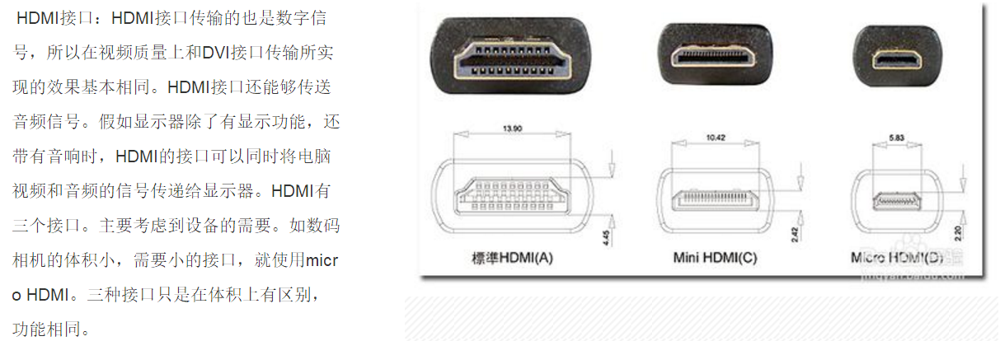 HDMI接口：HDMI接口传输的也是数字信
号，所以在视频质量上和DVI接口传输所实
现的效果基本相同。HDMI接口还能够传送
音频信号。假如显示器除了有显示功能，还
带有音响时，HDMI的接口可以同时将电脑
视频和音频的信号传递给显示器。HDMI有
三个接口。主要考虑到设备的需要。如数码
相机的体积小，需要小的接口，就使用micr
o HDMI。三种接口只是在体积上有区别，
功能相同。
13.90
10.42
5.83
4.45
2.42
2.20
標準HDMI(A)
Mini HDMI(C)
Micro HDMI(D)